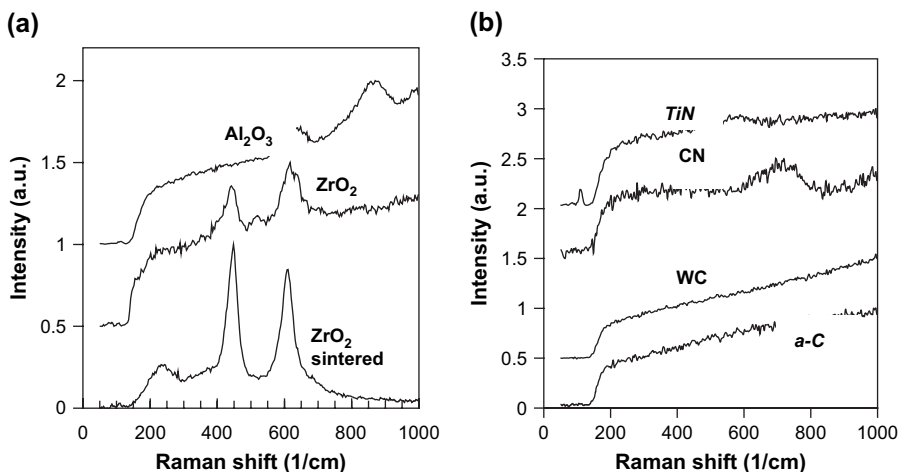 (a)
2
1.5
1
0.5
0
Intensity (a.u.)
Al₂O₃
ZrO₂
ZrO₂
sintered
0 200 400 600 800 1000
Raman shift (1/cm)
(b)
3.5
3
2.5
2
1.5
1
0.5
0
Intensity (a.u.)
TiN
CN
WC
a-C
0 200 400 600 800 1000
Raman shift (1/cm)